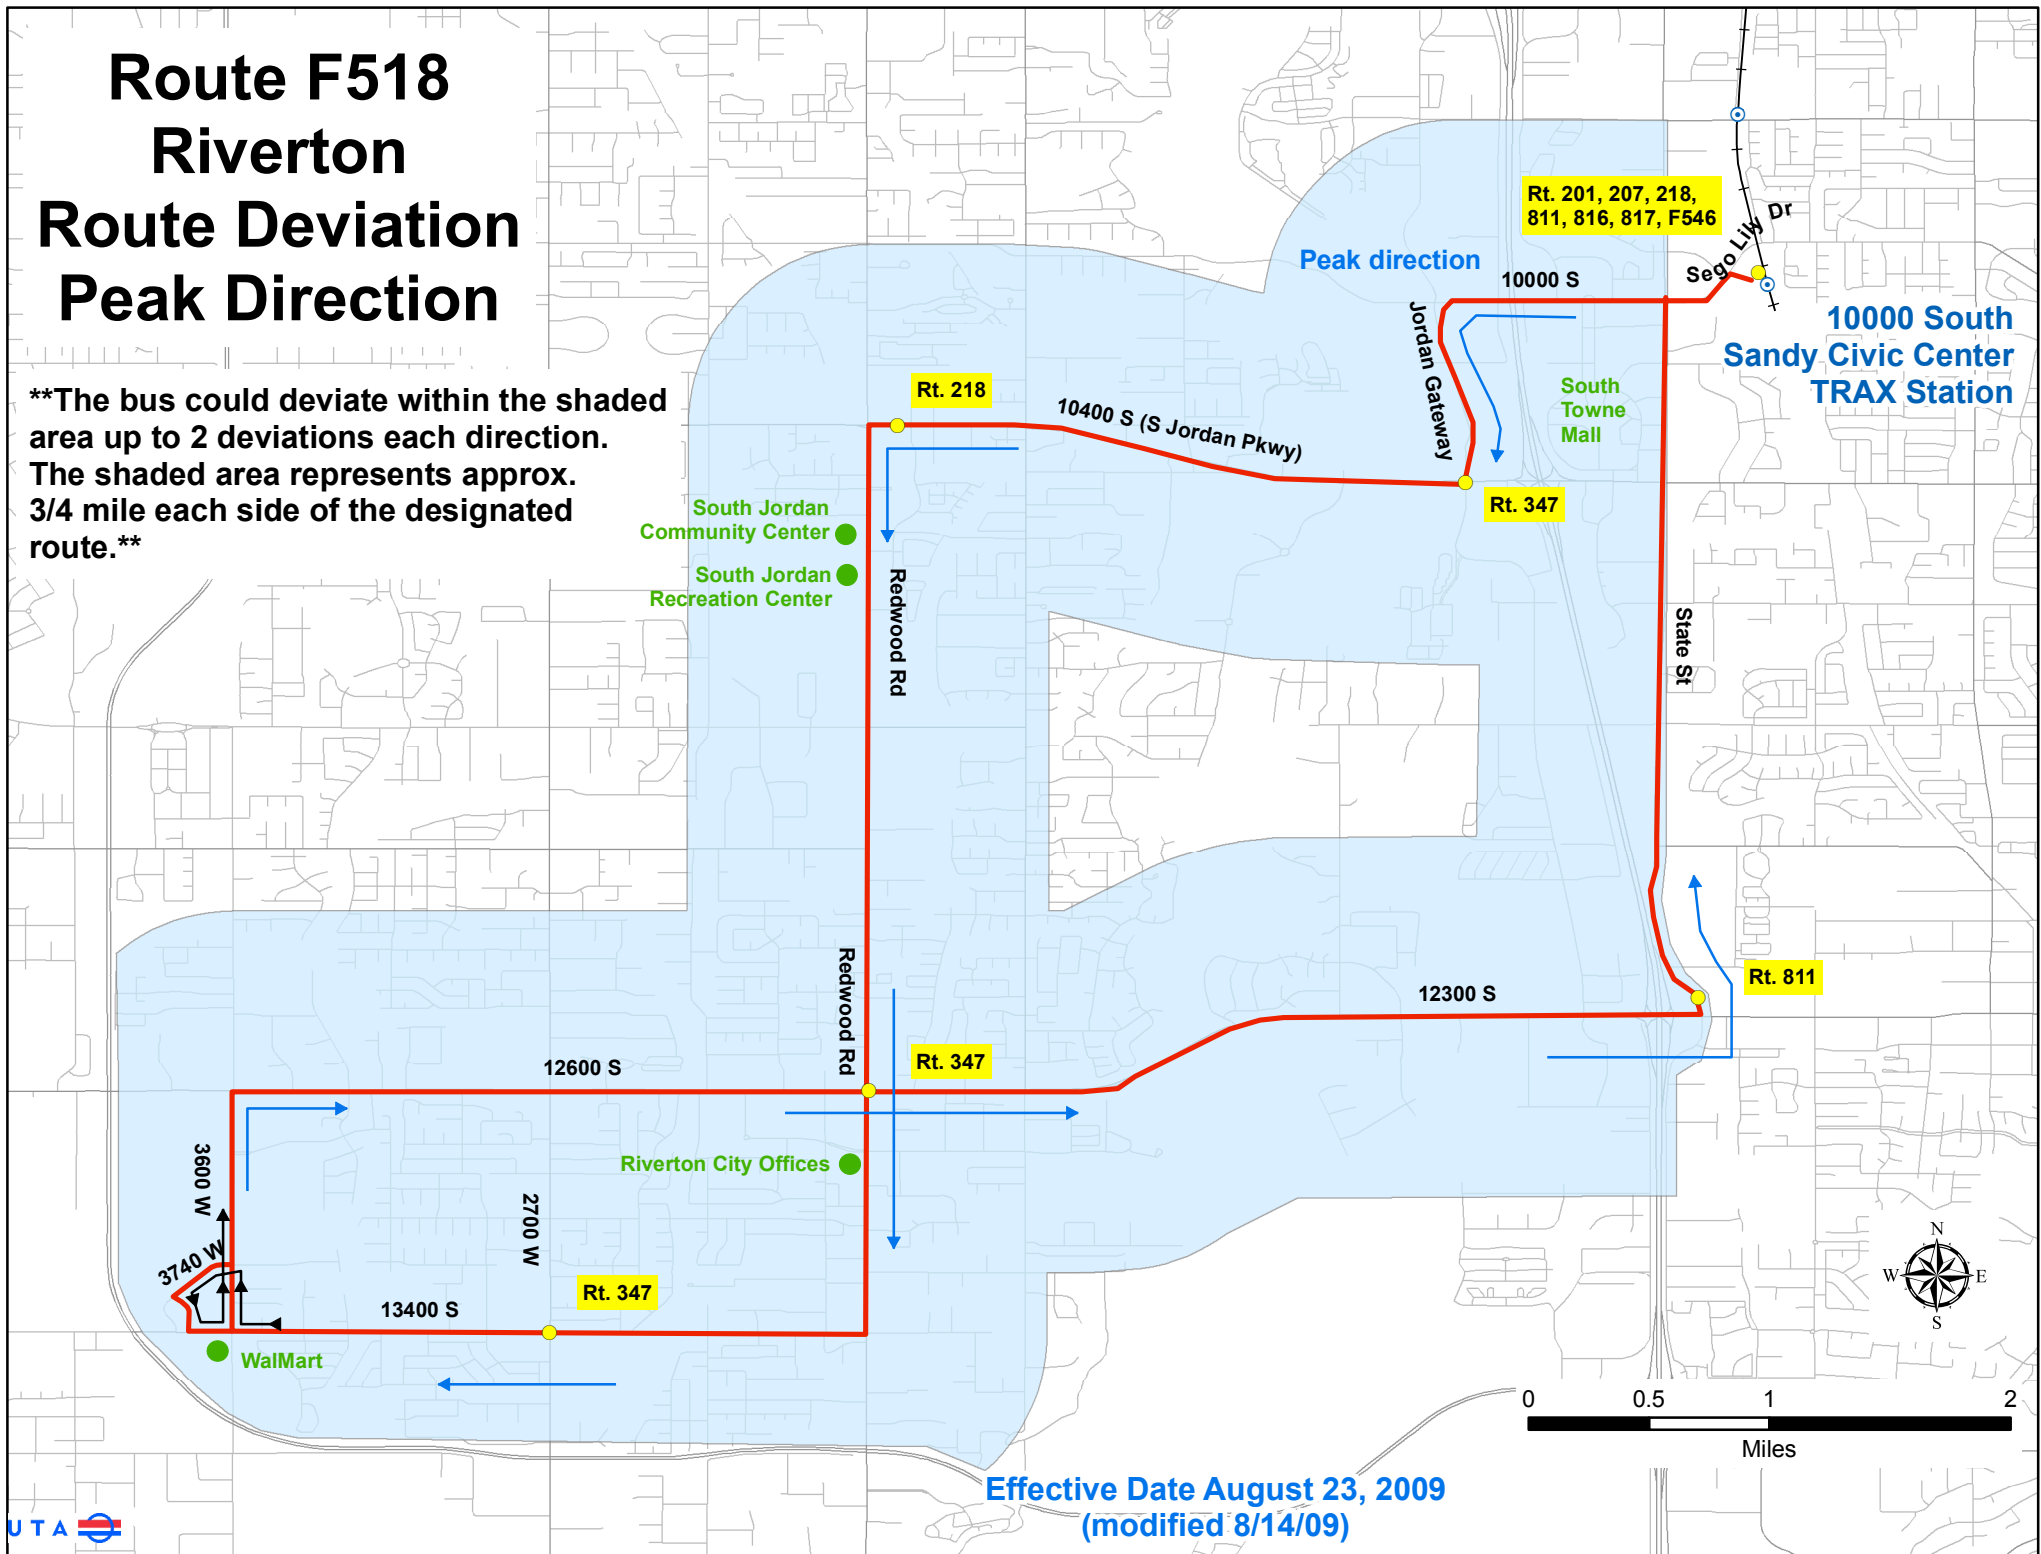 Route F518
Riverton
Route Deviation
Peak Direction
**The bus could deviate within the shaded
area up to 2 deviations each direction.
The shaded area represents approx.
3/4 mile each side of the designated
route.**
Rt. 201, 207, 218,
811, 816, 817, F546
Sego Lily Dr
Peak direction
10000 S
10000 South
Sandy Civic Center
TRAX Station
Jordan Gateway
South
Towne
Mall
Rt. 218
10400 S (S Jordan Pkwy)
Rt. 347
South Jordan
Community Center
South Jordan
Recreation Center
Redwood Rd
State St
Redwood Rd
Rt. 811
12300 S
12600 S
Rt. 347
3600 W
Riverton City Offices
2700 W
3740 W
Rt. 347
13400 S
WalMart
N
W E
S
0 0.5 1 2
Miles
Effective Date August 23, 2009
(modified 8/14/09)
UTA